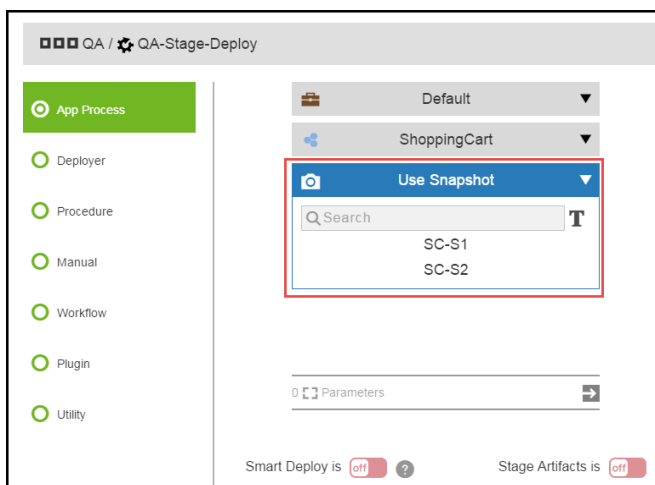 QA / QA-Stage-Deploy
App Process
Deployer
Procedure
Manual
Workflow
Plugin
Utility
Default
ShoppingCart
Use Snapshot
Search
T
SC-S1
SC-S2
0 Parameters
Smart Deploy is off ?
Stage Artifacts is off